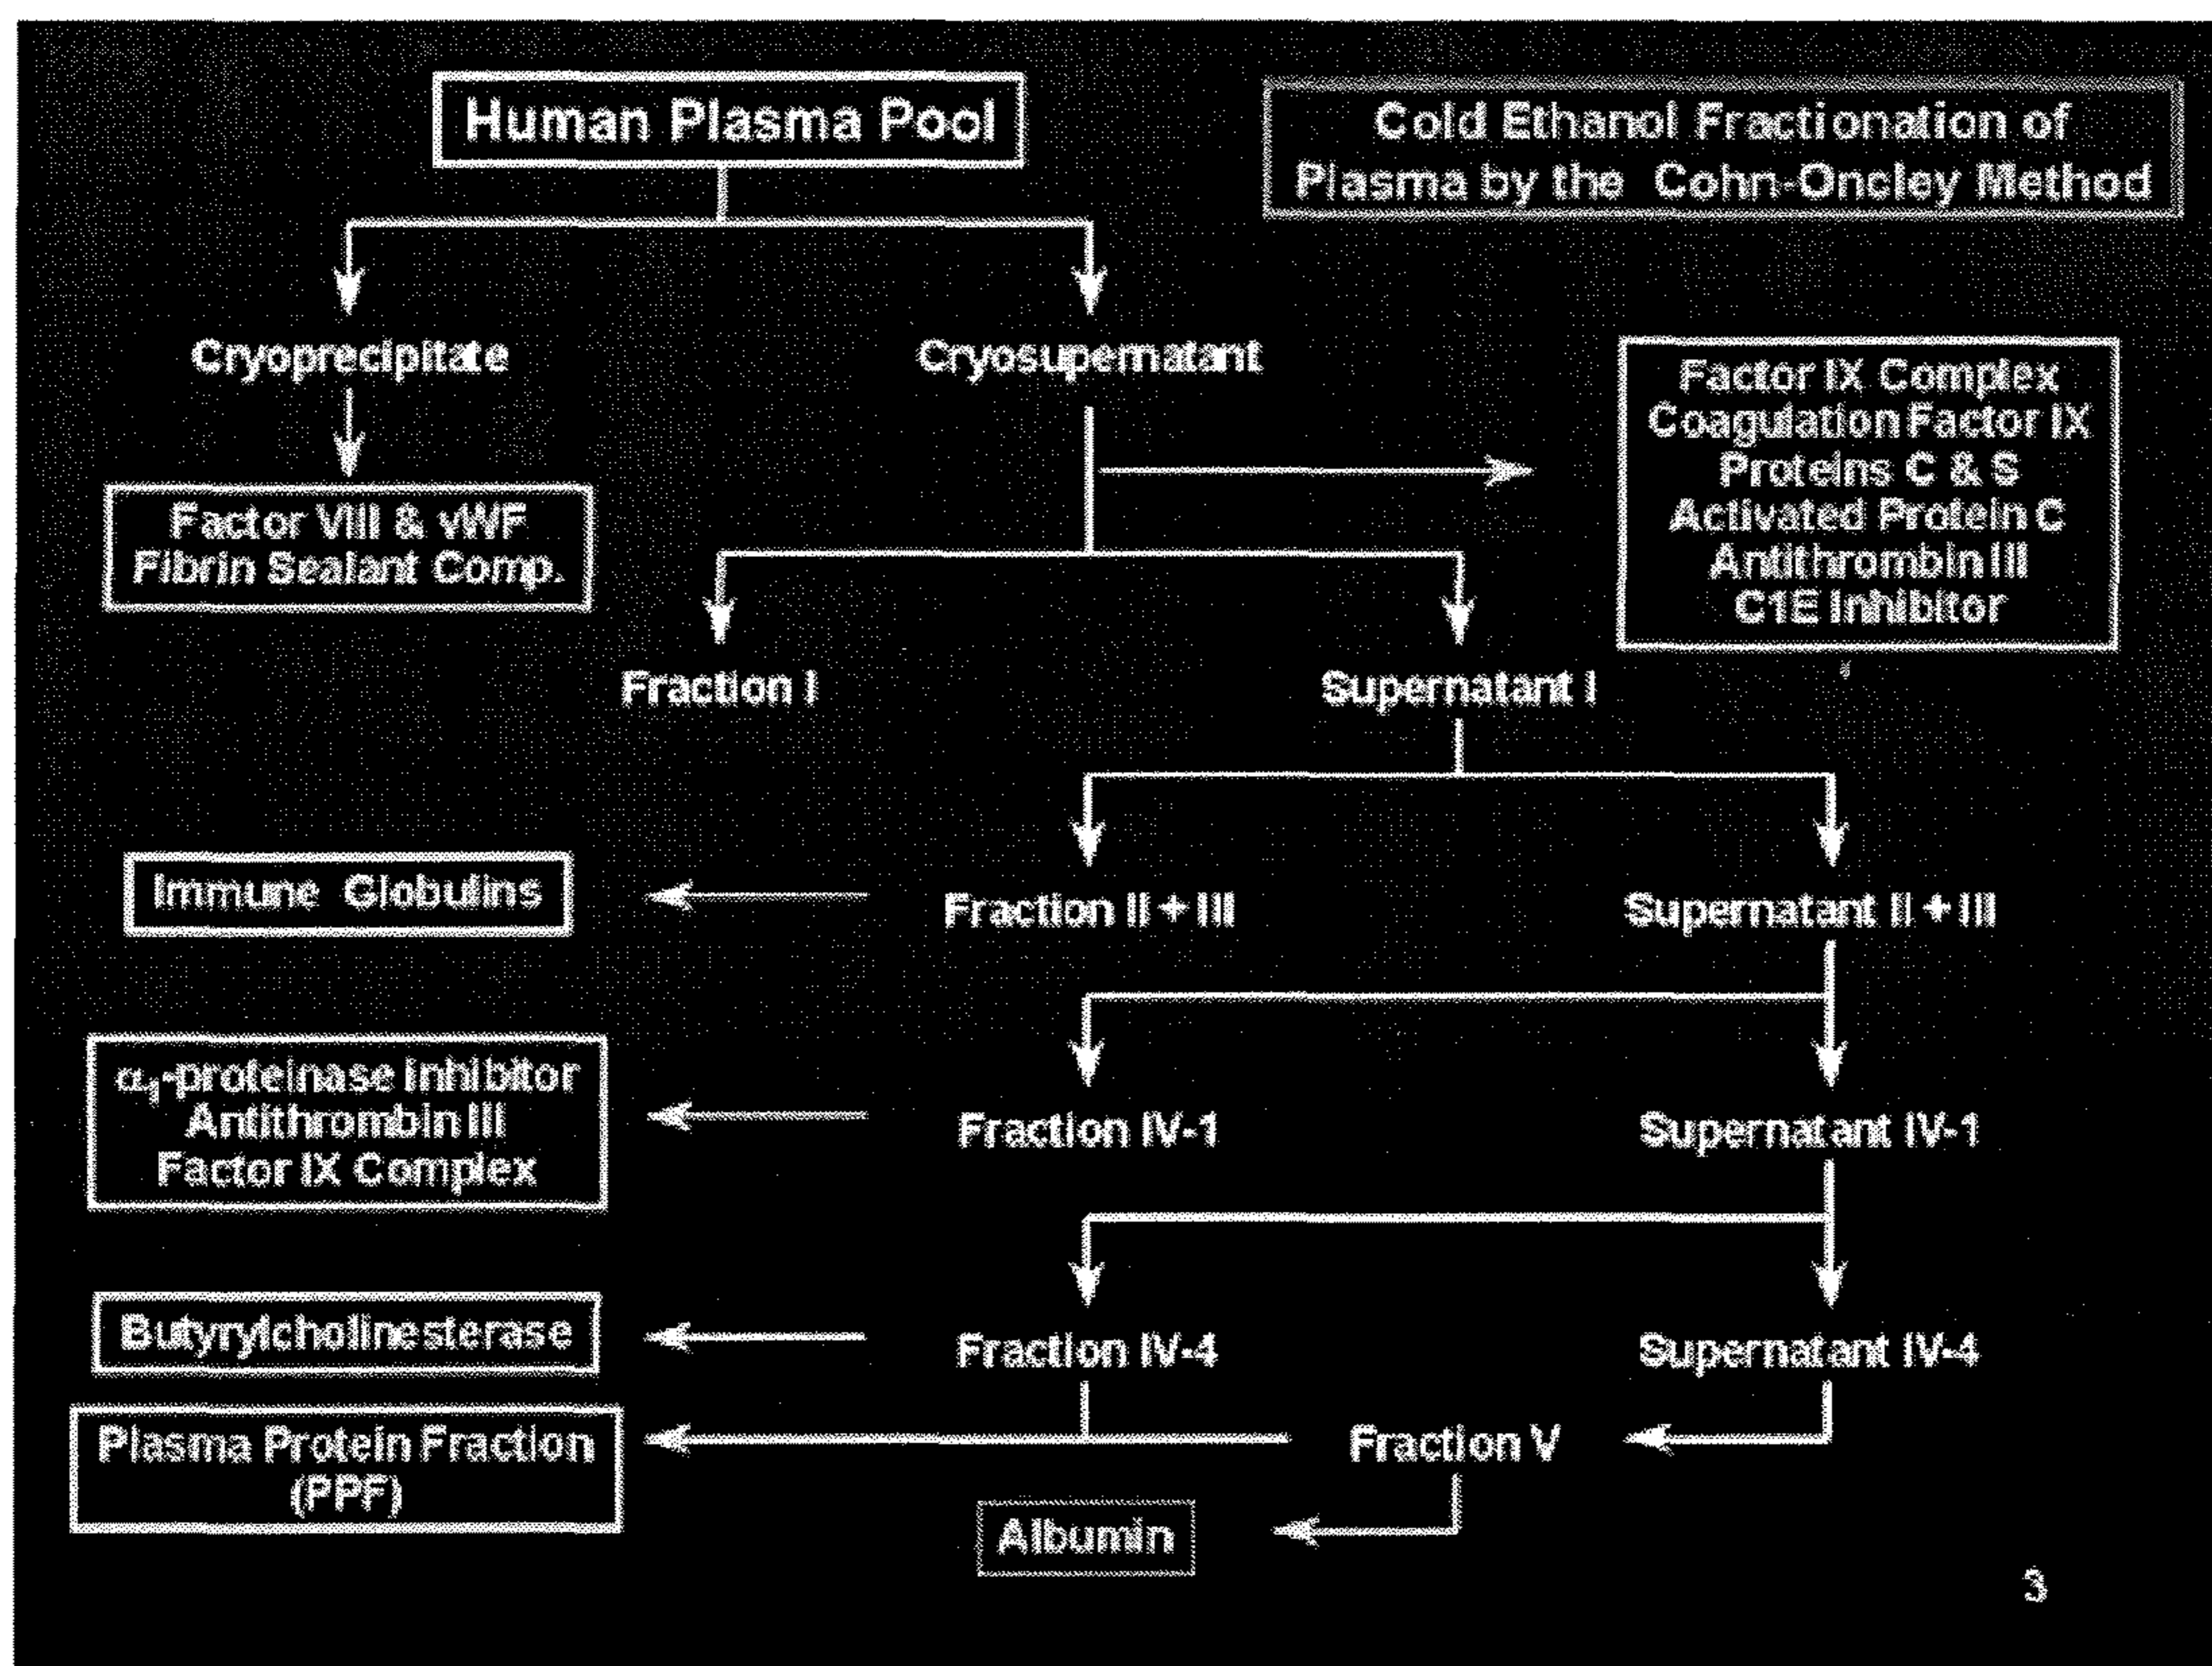 Human Plasma Pool
Cold Ethanol Fractionation of
Plasma by the Cohn-Oncley Method
Cryoprecipitate
Cryosupernatant
Factor IX Complex
Coagulation Factor IX
Proteins C & S
Activated Protein C
Antithrombin III
C1E Inhibitor
Factor VIII & vWF
Fibrin Sealant Comp.
Fraction I
Supernatant I
Immune Globulins
Fraction II + III
Supernatant II + III
α1-proteinase inhibitor
Antithrombin III
Factor IX Complex
Fraction IV-1
Supernatant IV-1
Butyrylcholinesterase
Fraction IV-4
Supernatant IV-4
Plasma Protein Fraction
(PPF)
Fraction V
Albumin
3